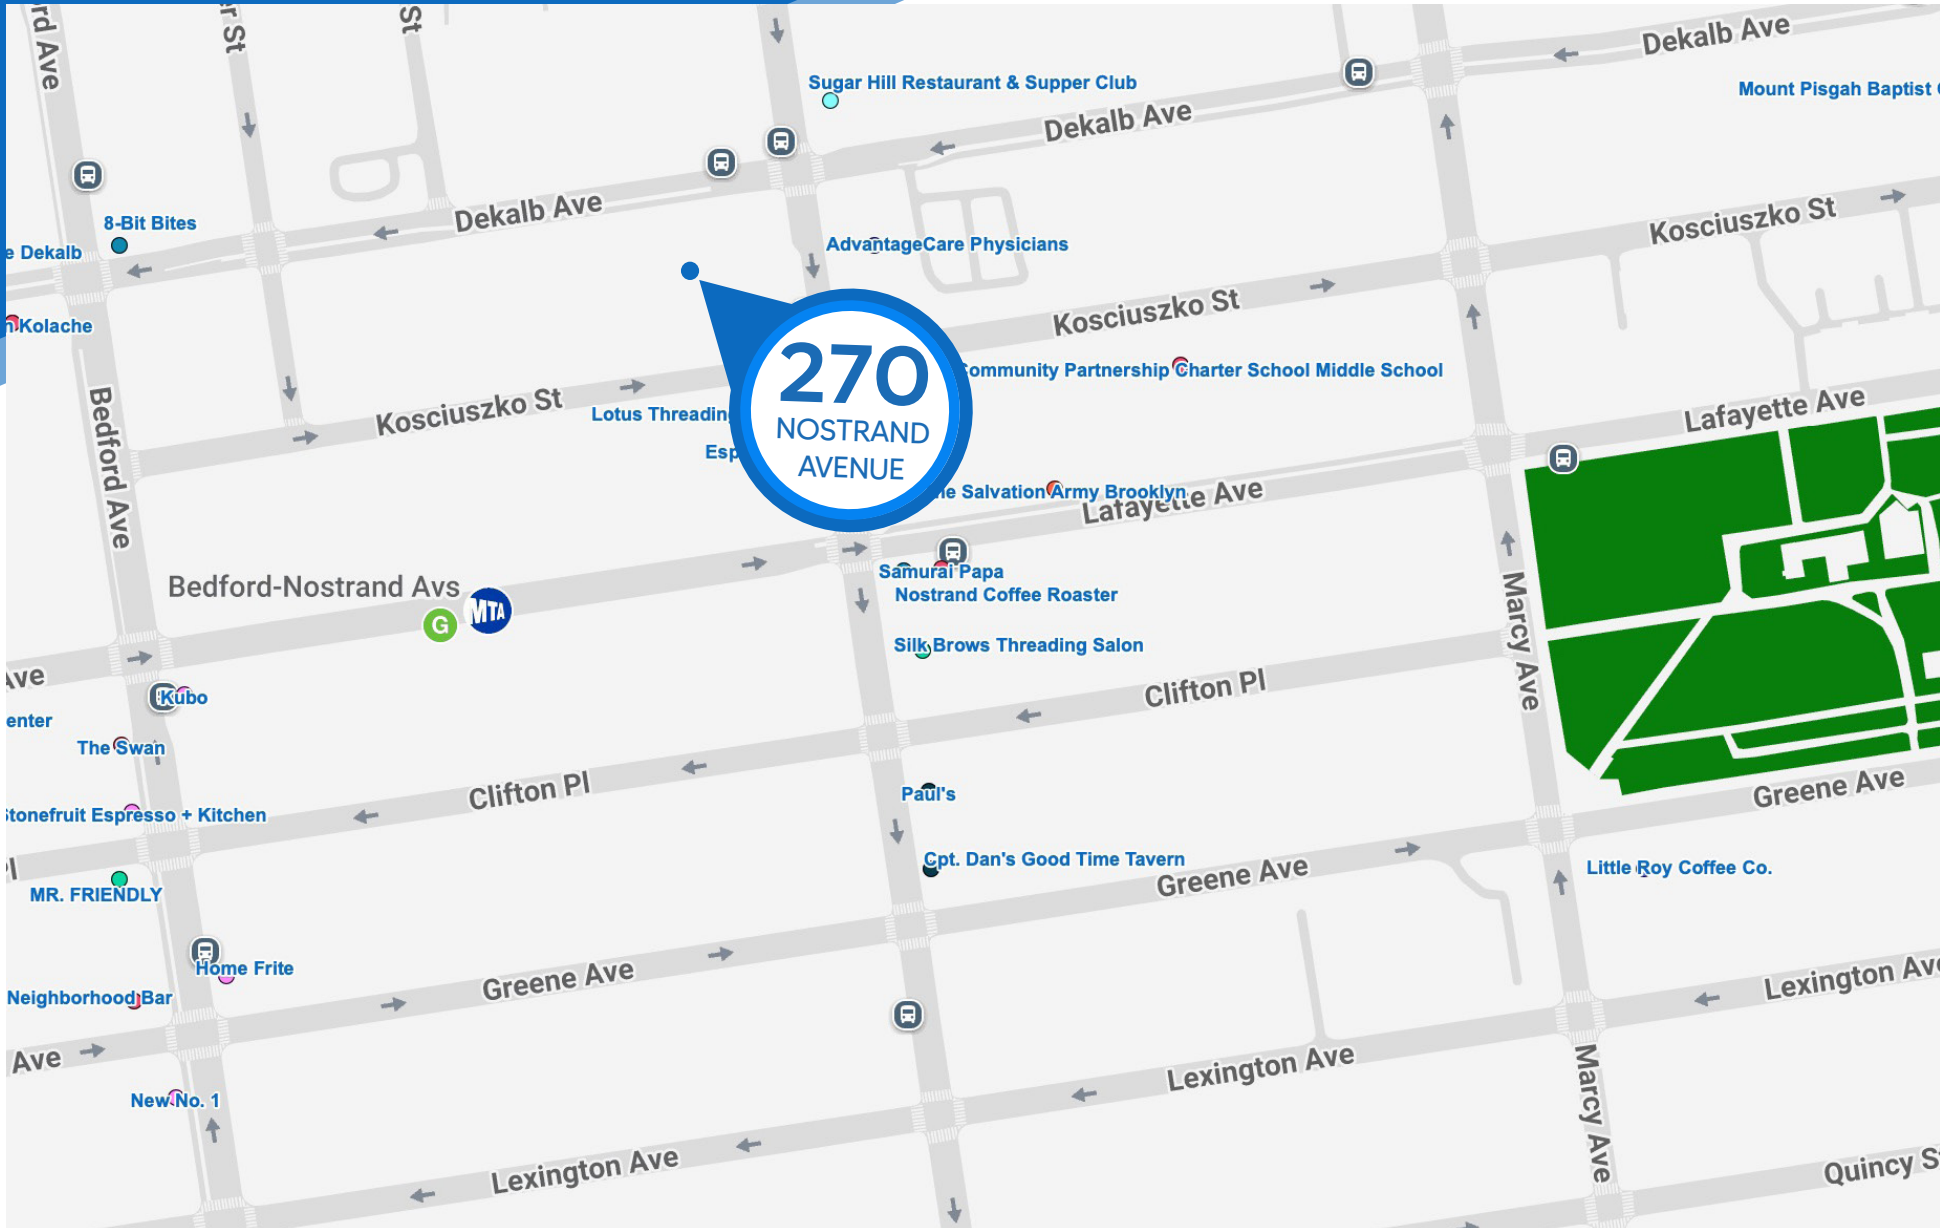 Dekalb Ave
Sugar Hill Restaurant & Supper Club
Mount Pisgah Baptist
Dekalb Ave
St
St
Ave
8-Bit Bites
Dekalb Ave
Dekalb
AdvantageCare Physicians
Kosciuszko St
Kosciuszko St
Kolache
270
NOSTRAND
AVENUE
Community Partnership Charter School Middle School
Kosciuszko St
Lotus Threading
Lafayette Ave
Bedford Ave
Esp
Salvation Army Brooklyn
Lafayette Ave
Bedford-Nostrand Avs
G
MTA
Samurai Papa
Nostrand Coffee Roaster
Silk Brows Threading Salon
Marcy Ave
Ave
Kubo
Clifton Pl
enter
The Swan
Clifton Pl
Paul's
Greene Ave
Stonefruit Espresso + Kitchen
Cpt. Dan's Good Time Tavern
Greene Ave
Little Roy Coffee Co.
MR. FRIENDLY
Home Frite
Greene Ave
Lexington Ave
Neighborhood Bar
Ave
Lexington Ave
Marcy Ave
New No. 1
Lexington Ave
Quincy S